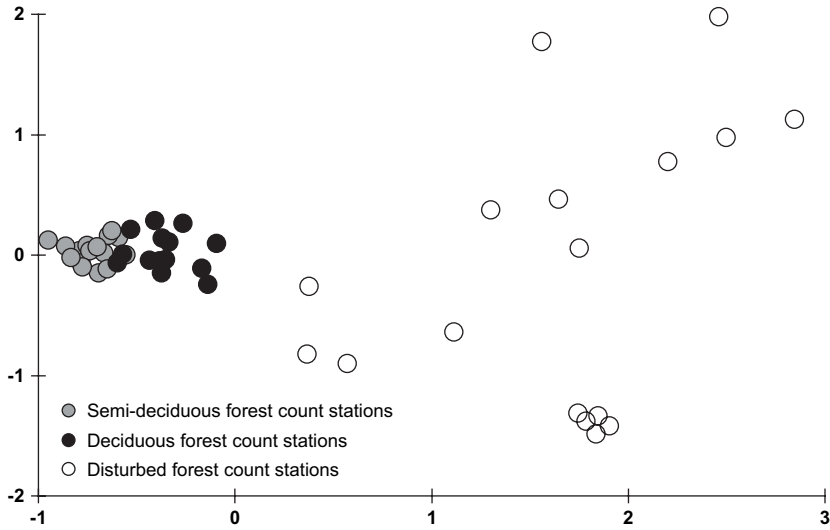 2
1
0
-1
-2
Semi-deciduous forest count stations
Deciduous forest count stations
Disturbed forest count stations
-1 0 1 2 3